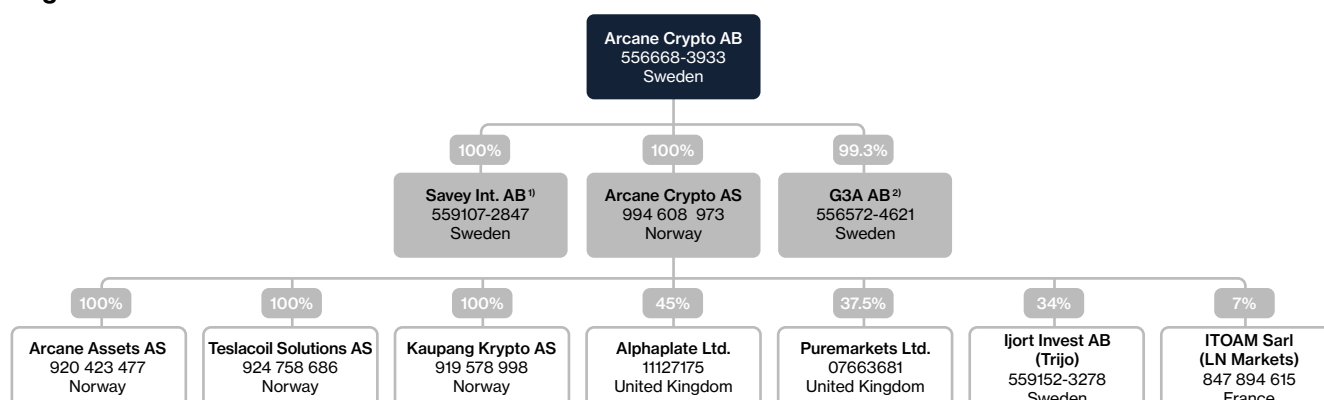 Arcane Crypto AB
556668-3933
Sweden
100%
100%
99.3%
Savey Int. AB 1)
559107-2847
Sweden
Arcane Crypto AS
994 608 973
Norway
G3A AB 2)
556572-4621
Sweden
100%
100%
100%
45%
37.5%
34%
7%
Arcane Assets AS
920 423 477
Norway
Teslacoil Solutions AS
924 758 686
Norway
Kaupang Krypto AS
919 578 998
Norway
Alphaplate Ltd.
11127175
United Kingdom
Puremarkets Ltd.
07663681
United Kingdom
Ijort Invest AB
(Trijo)
559152-3278
Sweden
ITOAM Sarl
(LN Markets)
847 894 615
France